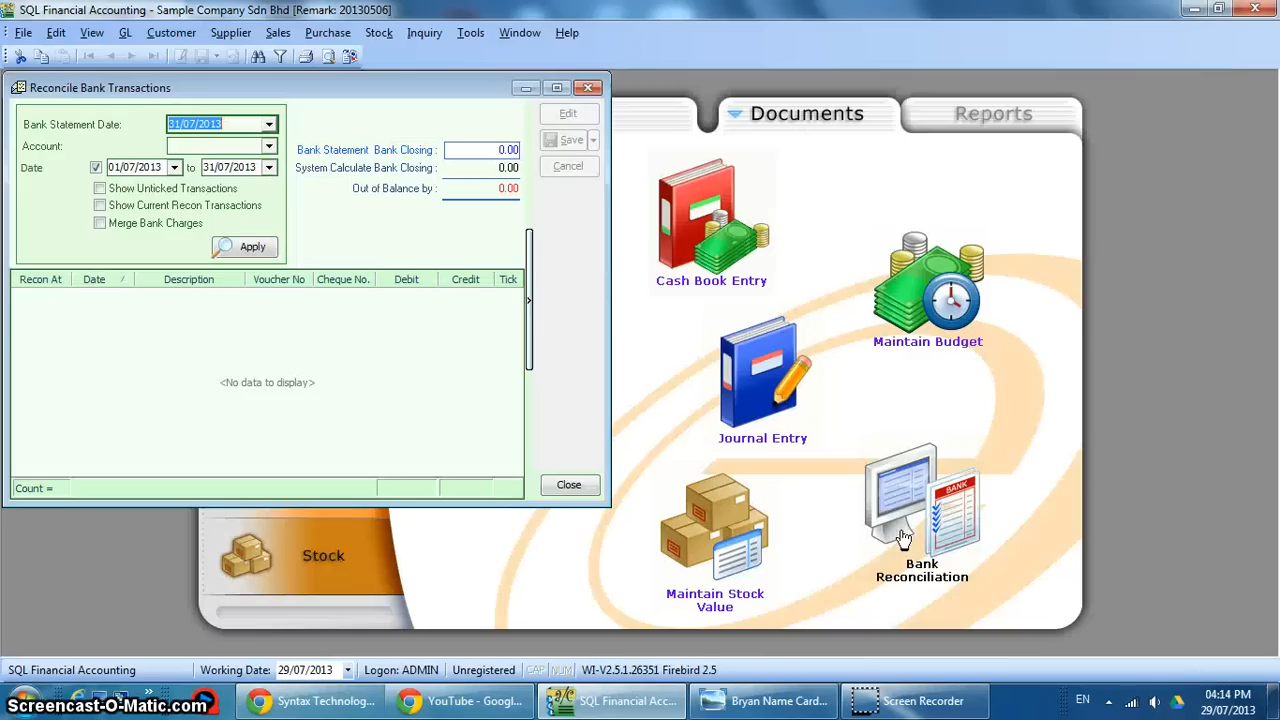 SQL Financial Accounting - Sample Company Sdn Bhd [Remark: 20130506]
File Edit View GL Customer Supplier Sales Purchase Stock Inquiry Tools Window Help
Reconcile Bank Transactions
Documents
Reports
Bank Statement Date: 31/07/2013
Account:
Date 01/07/2013 to 31/07/2013
Show Unticked Transactions
Show Current Recon Transactions
Merge Bank Charges
Apply
Bank Statement Bank Closing : 0.00
System Calculate Bank Closing : 0.00
Out of Balance by : 0.00
Edit
Save
Cancel
Recon At Date / Description Voucher No Cheque No. Debit Credit Tick
<No data to display>
Count =
Close
Cash Book Entry
Maintain Budget
Journal Entry
BANK
Bank
Reconciliation
Maintain Stock
Value
Stock
SQL Financial Accounting Working Date: 29/07/2013 Logon: ADMIN Unregistered CAP NUM WI-V2.5.1.26351 Firebird 2.5
Syntax Technolog... YouTube - Googl... SQL Financial Acc... Bryan Name Card... Screen Recorder EN 04:14 PM
29/07/2013
Screencast-O-Matic.com